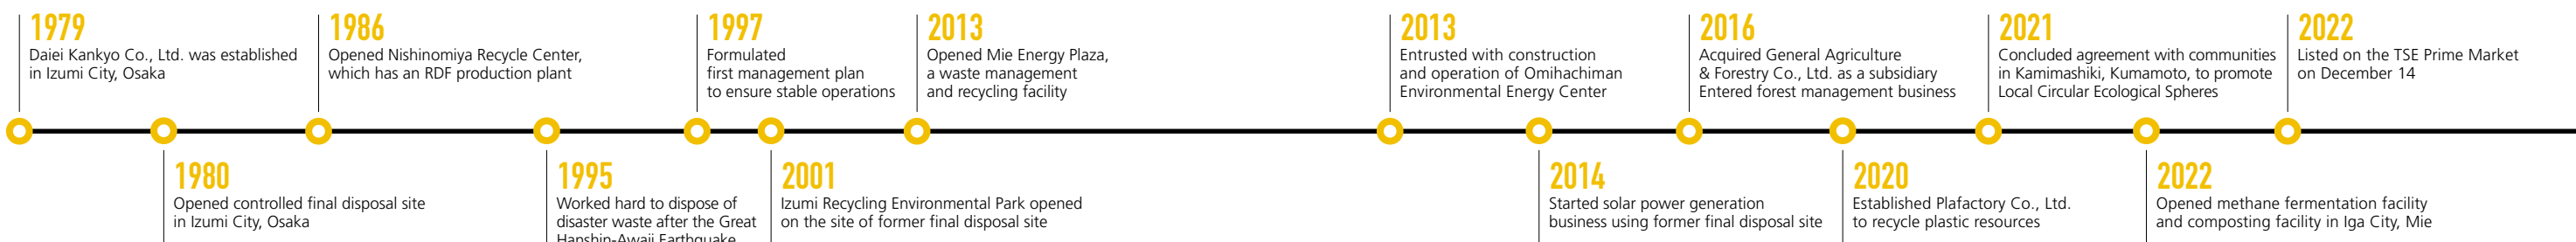 1979
Daiei Kankyo Co., Ltd. was established
in Izumi City, Osaka
1980
Opened controlled final disposal site
in Izumi City, Osaka
1986
Opened Nishinomiya Recycle Center,
which has an RDF production plant
1995
Worked hard to dispose of
disaster waste after the Great
Hanshin-Awaji Earthquake
1997
Formulated
first management plan
to ensure stable operations
2001
Izumi Recycling Environmental Park opened
on the site of former final disposal site
2013
Opened Mie Energy Plaza,
a waste management
and recycling facility
2013
Entrusted with construction
and operation of Omihachiman
Environmental Energy Center
2014
Started solar power generation
business using former final disposal site
2016
Acquired General Agriculture
& Forestry Co., Ltd. as a subsidiary
Entered forest management business
2020
Established Plafactory Co., Ltd.
to recycle plastic resources
2021
Concluded agreement with communities
in Kamimashiki, Kumamoto, to promote
Local Circular Ecological Spheres
2022
Opened methane fermentation facility
and composting facility in Iga City, Mie
2022
Listed on the TSE Prime Market
on December 14